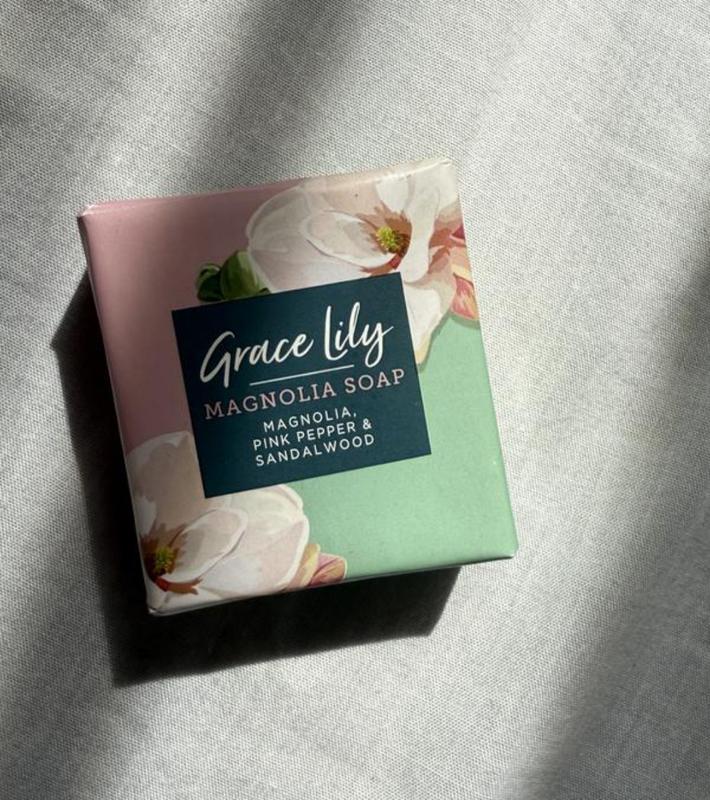 Grace Lily
MAGNOLIA SOAP
MAGNOLIA,
PINK PEPPER &
SANDALWOOD